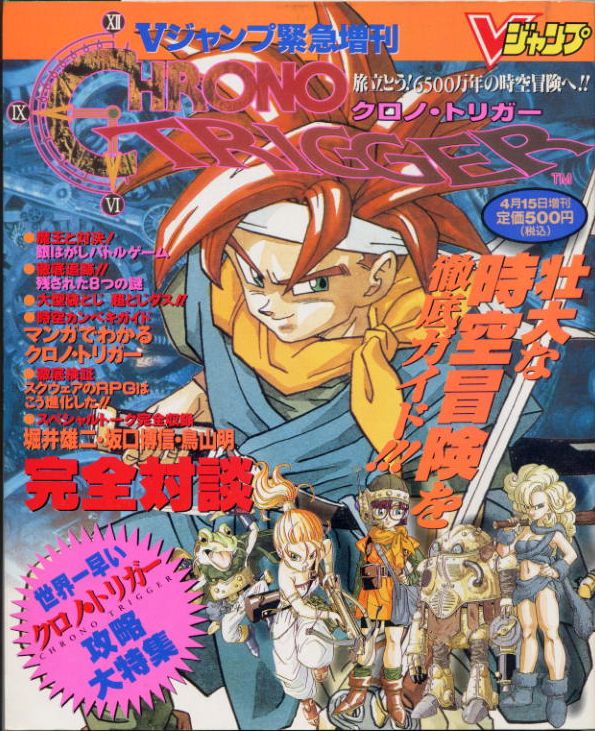 Vジャンプ緊急増刊
Vジャンプ
XII
IX
VI
CHRONO
TRIGGER
TM
旅立とう!6500万年の時空冒険へ!!
クロノ・トリガー
4月15日増刊
定価500円
(税込)
●魔王と対決!
銀はがしバトルゲーム
●徹底追跡!!
残された8つの謎
●大型袋とじ 超とじダス!!
●時空カンペキガイド
マンガでわかる
クロノ・トリガー
●徹底検証
スクウェアのRPGは
こう進化した!!
●スペシャルトーク完全収録
堀井雄二・坂口博信・鳥山明
完全対談
壮大な
時空冒険を
徹底ガイド!!!
世界一早い
クロノ・トリガー
CHRONO TRIGGER
攻略
大特集